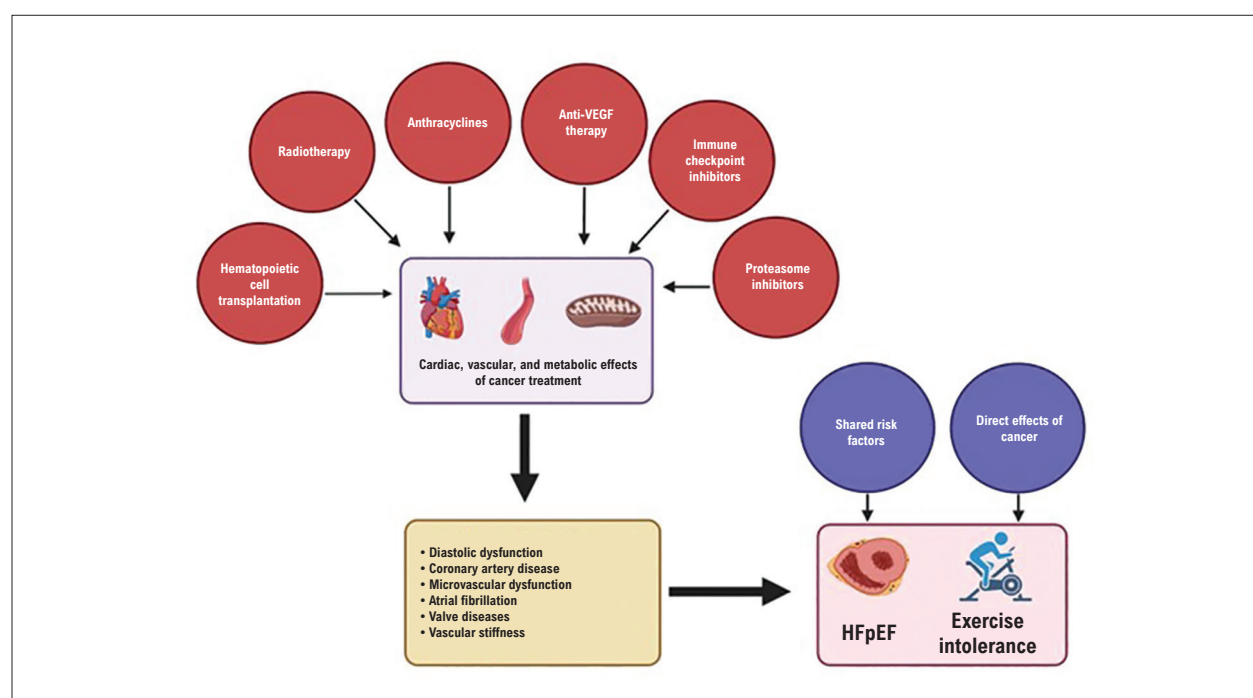 Anthracyclines
Anti-VEGF
therapy
Radiotherapy
Immune
checkpoint
inhibitors
Hematopoietic
cell
transplantation
Proteasome
inhibitors
Cardiac, vascular, and metabolic effects
of cancer treatment
Shared risk
factors
Direct effects of
cancer
• Diastolic dysfunction
• Coronary artery disease
• Microvascular dysfunction
• Atrial fibrillation
• Valve diseases
• Vascular stiffness
HFpEF
Exercise
intolerance